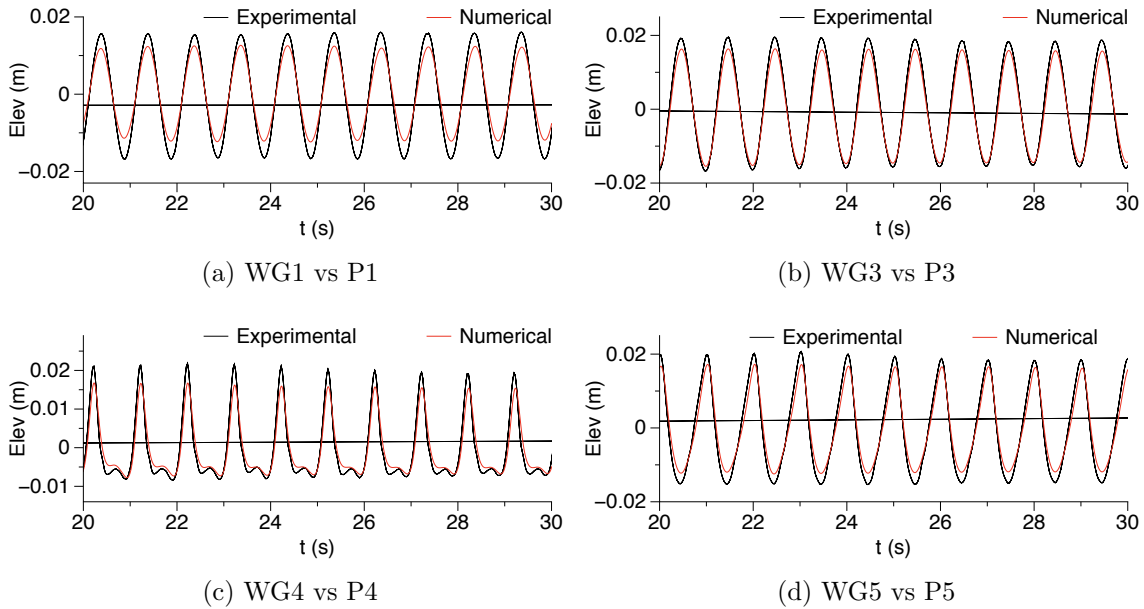 Experimental Numerical
0.02
0
−0.02
Elev (m)
20 22 24 26 28 30
t (s)
(a) WG1 vs P1
Experimental Numerical
0.02
0
−0.02
Elev (m)
20 22 24 26 28 30
t (s)
(b) WG3 vs P3
Experimental Numerical
0.02
0.01
0
−0.01
Elev (m)
20 22 24 26 28 30
t (s)
(c) WG4 vs P4
Experimental Numerical
0.02
0
−0.02
Elev (m)
20 22 24 26 28 30
t (s)
(d) WG5 vs P5